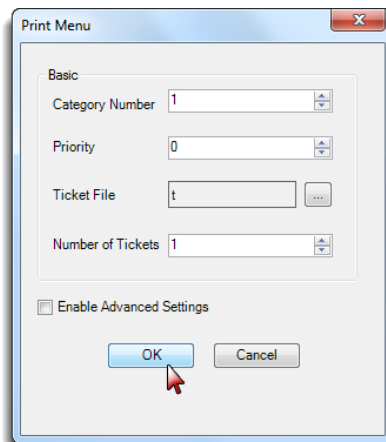 Print Menu
Basic
Category Number 1
Priority 0
Ticket File t ...
Number of Tickets 1
Enable Advanced Settings
OK Cancel